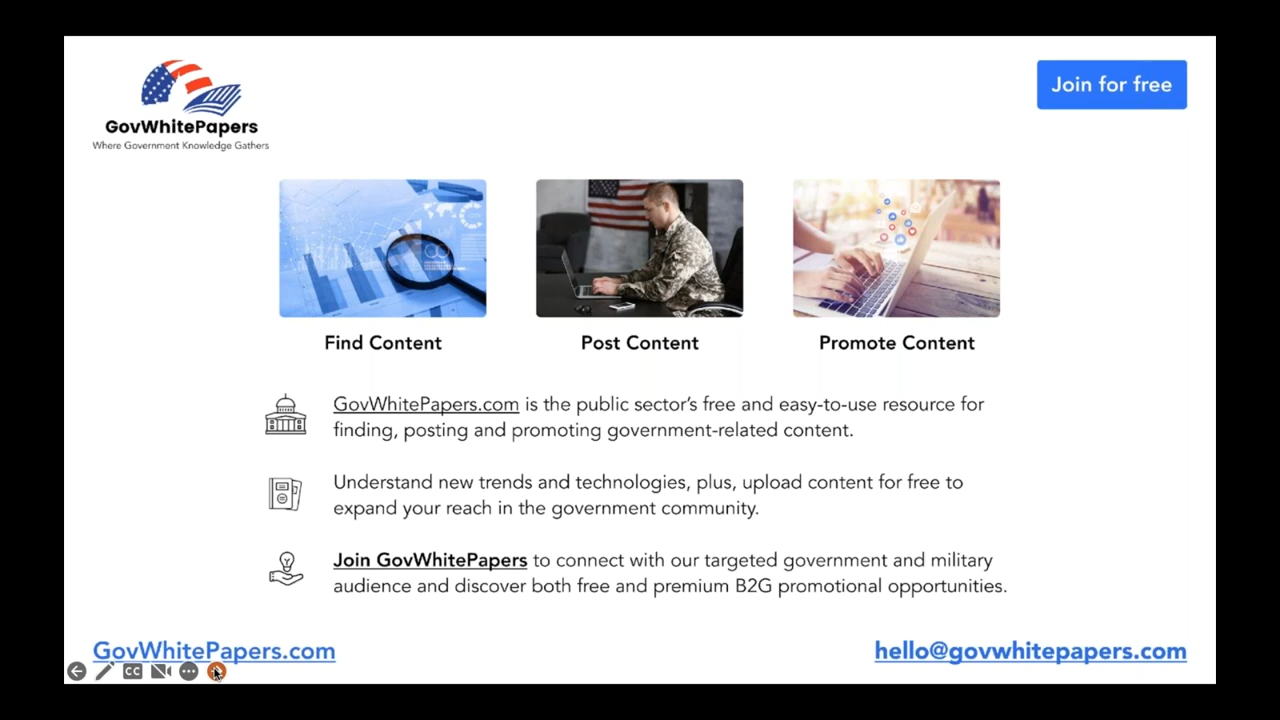 Join for free
GovWhitePapers
Where Government Knowledge Gathers
Find Content
Post Content
Promote Content
GovWhitePapers.com is the public sector's free and easy-to-use resource for
finding, posting and promoting government-related content.
Understand new trends and technologies, plus, upload content for free to
expand your reach in the government community.
Join GovWhitePapers to connect with our targeted government and military
audience and discover both free and premium B2G promotional opportunities.
GovWhitePapers.com
hello@govwhitepapers.com
CC